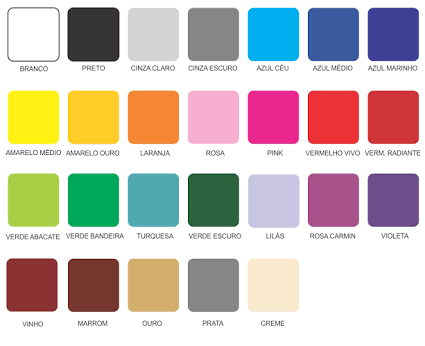 BRANCO PRETO CINZA CLARO CINZA ESCURO AZUL CÉU AZUL MÉDIO AZUL MARINHO
AMARELO MÉDIO AMARELO OURO LARANJA ROSA PINK VERMELHO VIVO VERM. RADIANTE
VERDE ABACATE VERDE BANDEIRA TURQUESA VERDE ESCURO LILÁS ROSA CARMIN VIOLETA
VINHO MARROM OURO PRATA CREME